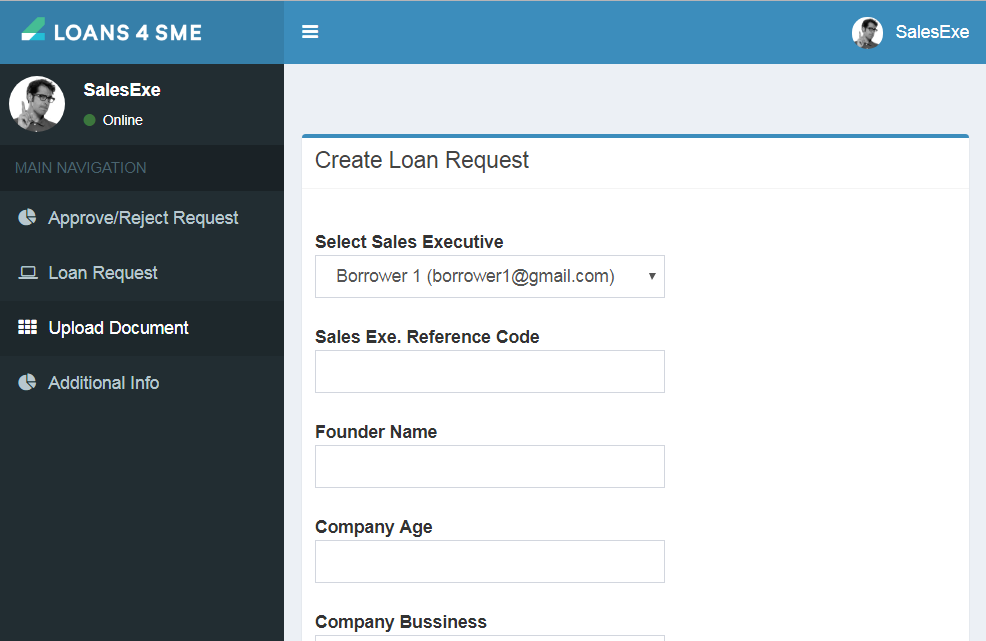 LOANS 4 SME
SalesExe
SalesExe
Online
MAIN NAVIGATION
Approve/Reject Request
Loan Request
Upload Document
Additional Info
Create Loan Request
Select Sales Executive
Borrower 1 (borrower1@gmail.com)
Sales Exe. Reference Code
Founder Name
Company Age
Company Bussiness